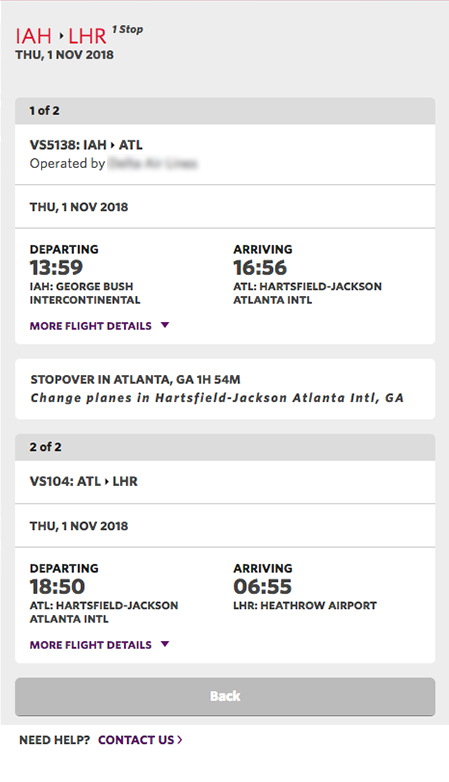 IAH ▸ LHR 1 Stop
THU, 1 NOV 2018
1 of 2
VS5138: IAH ▸ ATL
Operated by
THU, 1 NOV 2018
DEPARTING
13:59
IAH: GEORGE BUSH
INTERCONTINENTAL
ARRIVING
16:56
ATL: HARTSFIELD-JACKSON
ATLANTA INTL
MORE FLIGHT DETAILS ▼
STOPOVER IN ATLANTA, GA 1H 54M
Change planes in Hartsfield-Jackson Atlanta Intl, GA
2 of 2
VS104: ATL ▸ LHR
THU, 1 NOV 2018
DEPARTING
18:50
ATL: HARTSFIELD-JACKSON
ATLANTA INTL
ARRIVING
06:55
LHR: HEATHROW AIRPORT
MORE FLIGHT DETAILS ▼
Back
NEED HELP? CONTACT US >